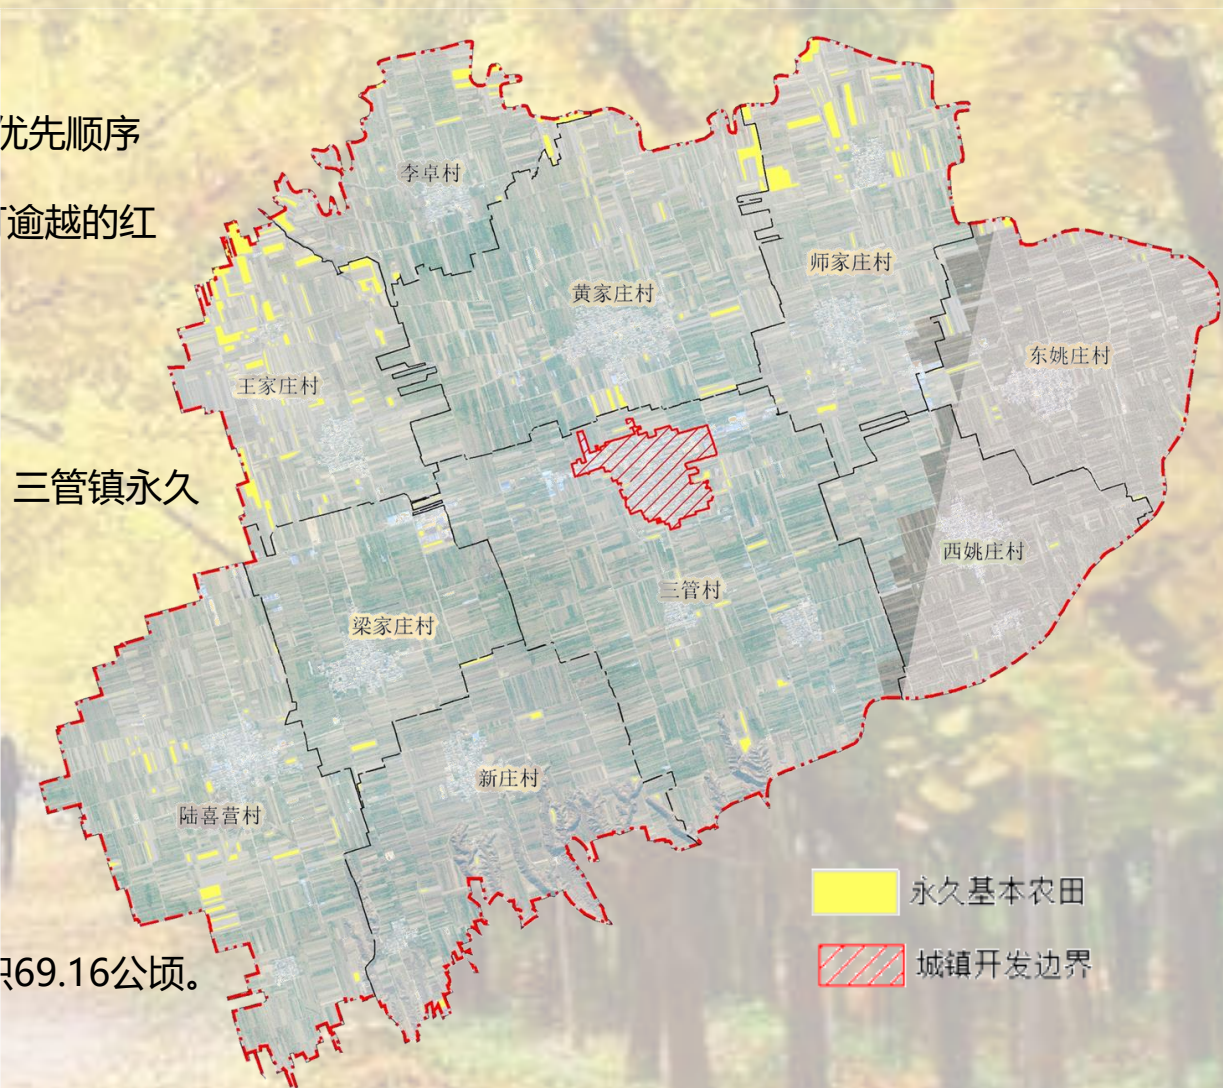 优先顺序
李卓村
逾越的红
师家庄村
黄家庄村
东姚庄村
王家庄村
三管镇永久
西姚庄村
三管村
梁家庄村
新庄村
陆喜营村
永久基本农田
城镇开发边界
69.16公顷。